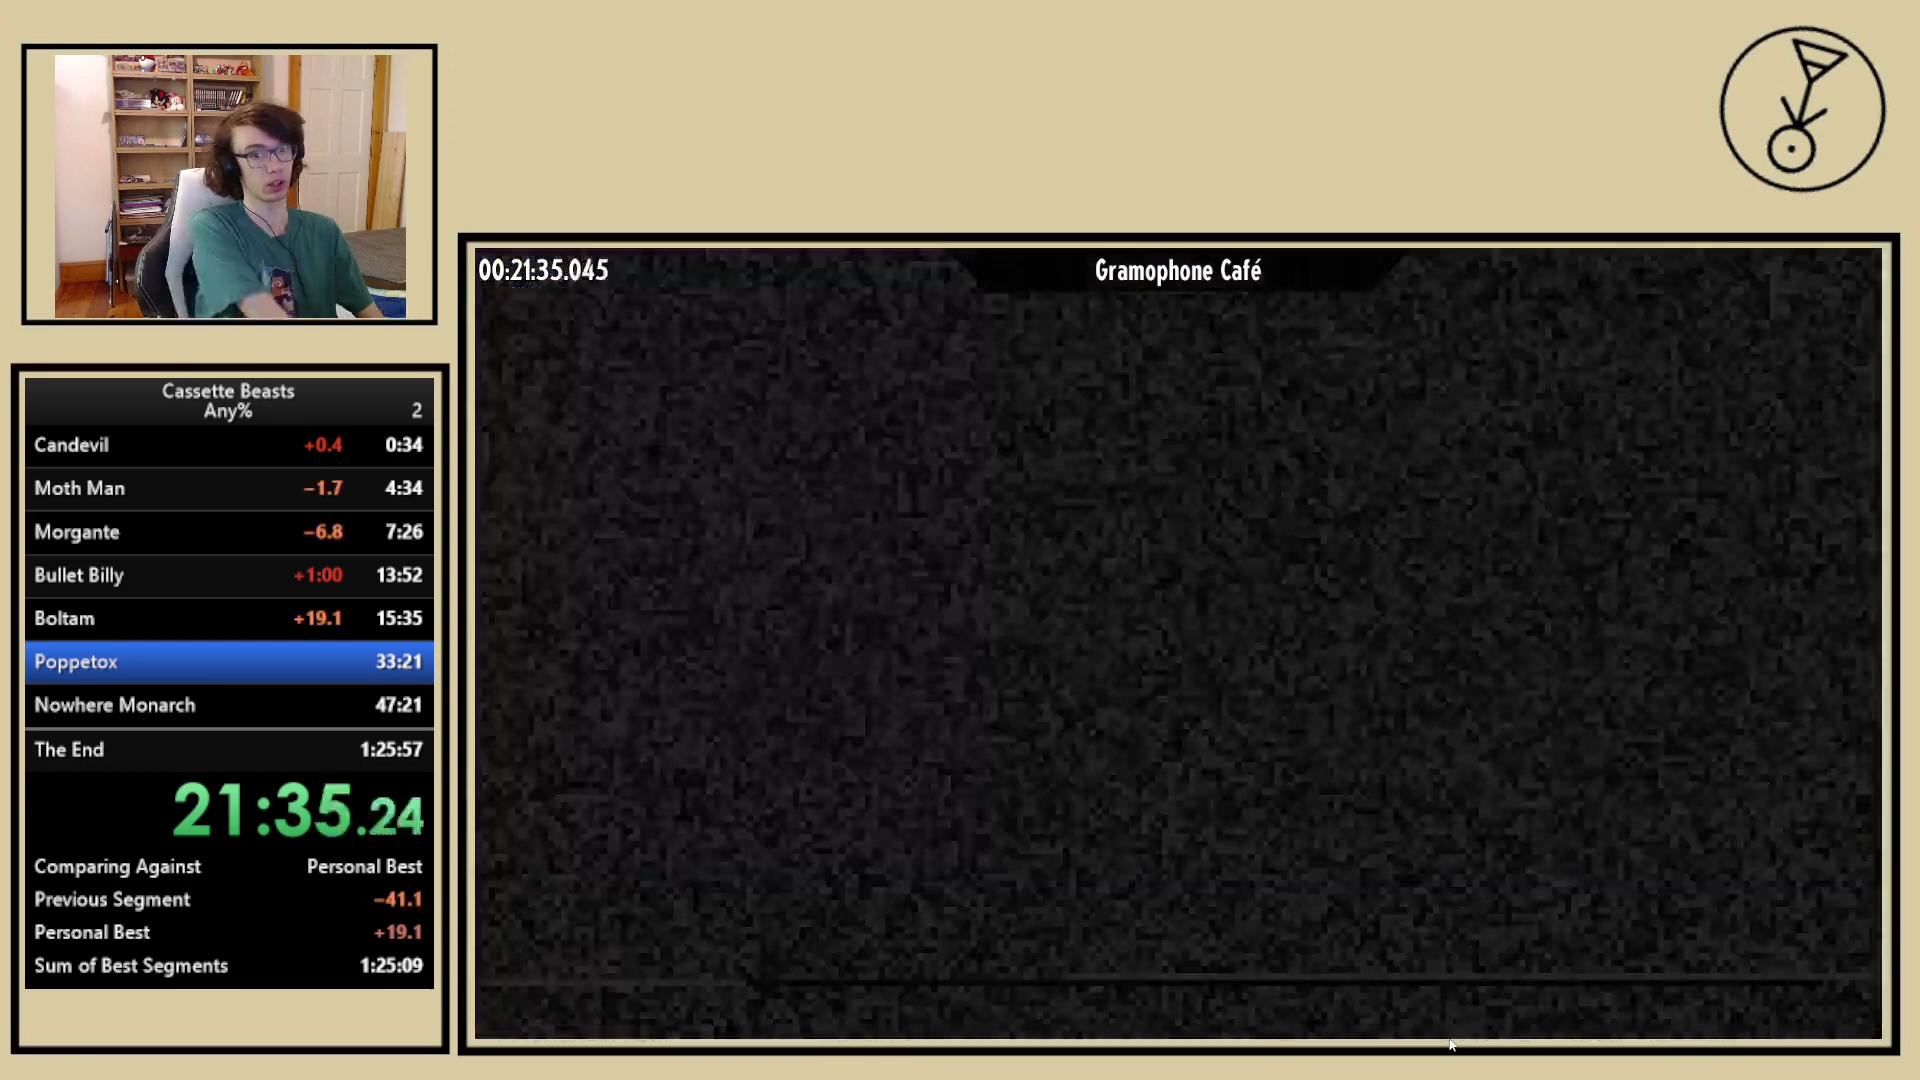 00:21:35.045
Gramophone Café
Cassette Beasts
Any%
2
Candevil +0.4 0:34
Moth Man −1.7 4:34
Morgante −6.8 7:26
Bullet Billy +1:00 13:52
Boltam +19.1 15:35
Poppetox 33:21
Nowhere Monarch 47:21
The End 1:25:57
21:35.24
Comparing Against Personal Best
Previous Segment −41.1
Personal Best +19.1
Sum of Best Segments 1:25:09